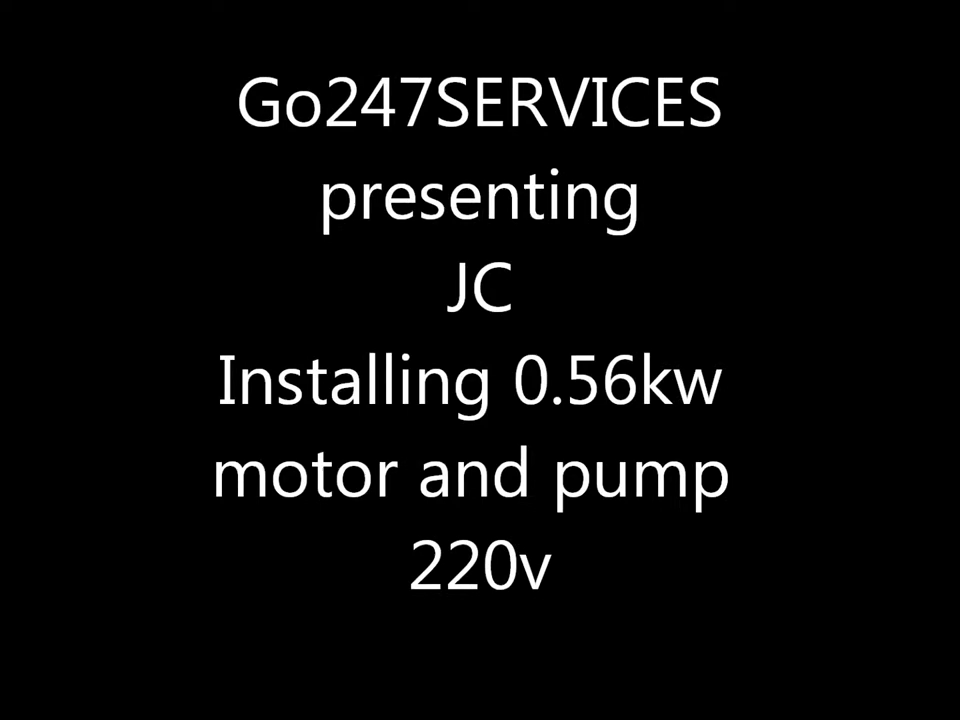 Go247SERVICES
presenting
JC
Installing 0.56kw
motor and pump
220v